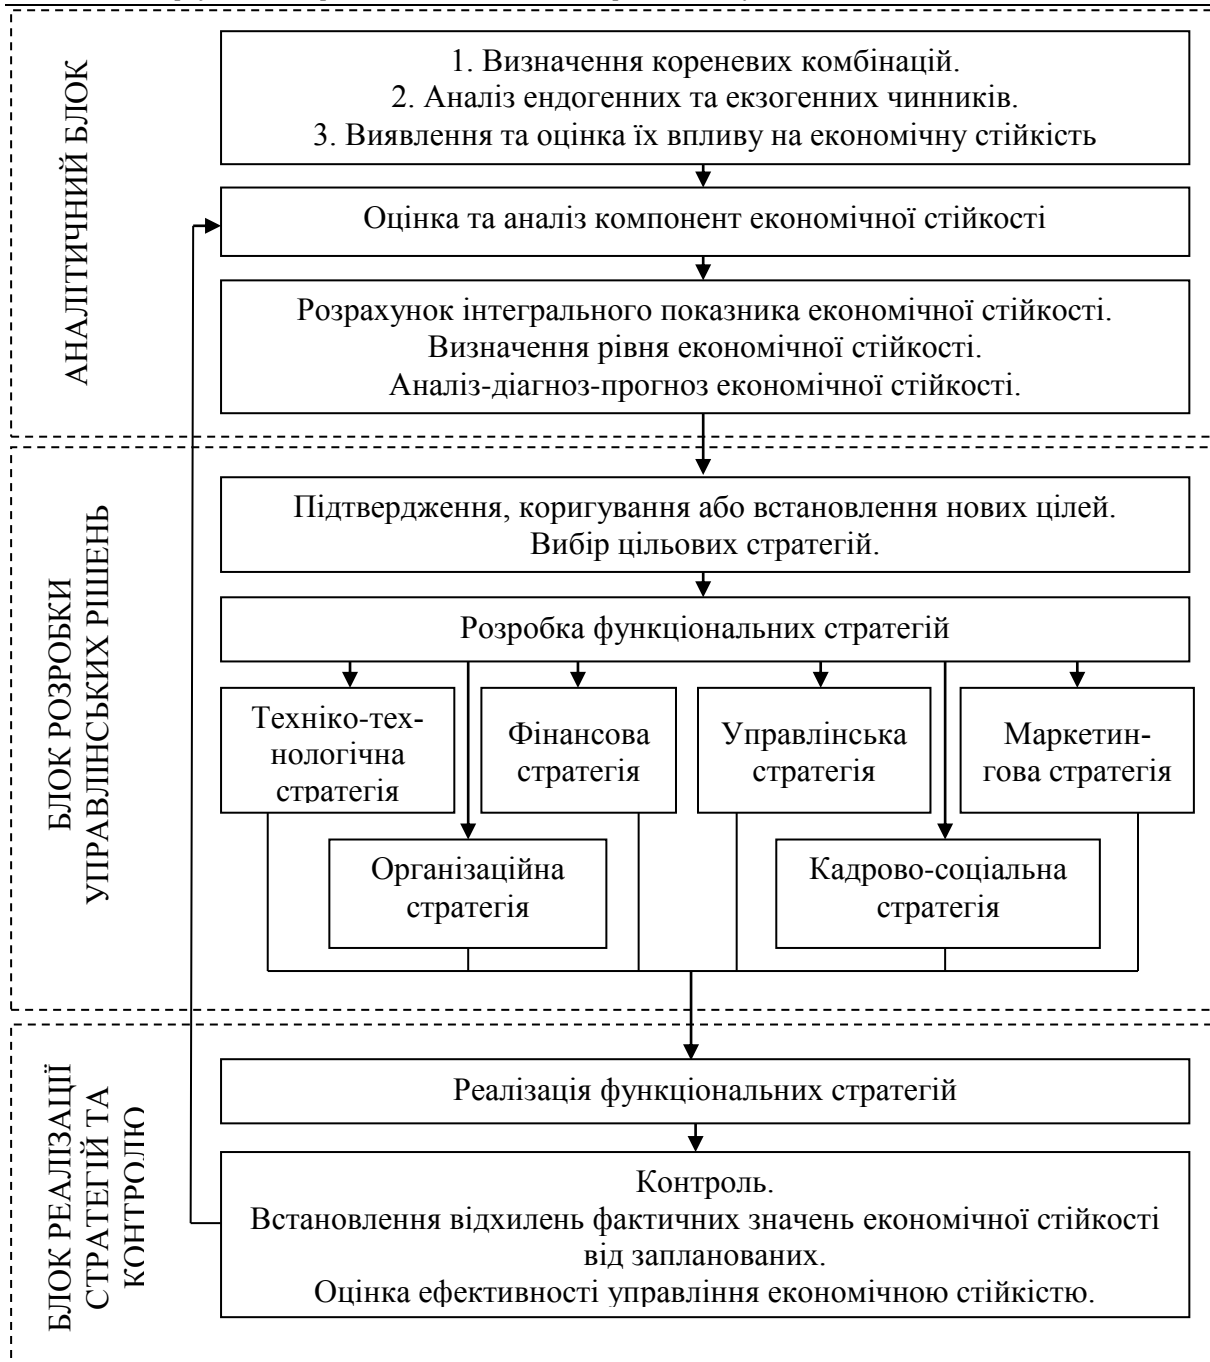 АНАЛІТИЧНИЙ БЛОК
1. Визначення кореневих комбінацій.
2. Аналіз ендогенних та екзогенних чинників.
3. Виявлення та оцінка їх впливу на економічну стійкість
Оцінка та аналіз компонент економічної стійкості
Розрахунок інтегрального показника економічної стійкості.
Визначення рівня економічної стійкості.
Аналіз-діагноз-прогноз економічної стійкості.
БЛОК РОЗРОБКИ
УПРАВЛІНСЬКИХ РІШЕНЬ
Підтвердження, коригування або встановлення нових цілей.
Вибір цільових стратегій.
Розробка функціональних стратегій
Техніко-тех-
нологічна
стратегія
Фінансова
стратегія
Управлінська
стратегія
Маркетин-
гова стратегія
Організаційна
стратегія
Кадрово-соціальна
стратегія
БЛОК РЕАЛІЗАЦІЇ
СТРАТЕГІЙ ТА
КОНТРОЛЮ
Реалізація функціональних стратегій
Контроль.
Встановлення відхилень фактичних значень економічної стійкості
від запланованих.
Оцінка ефективності управління економічною стійкістю.